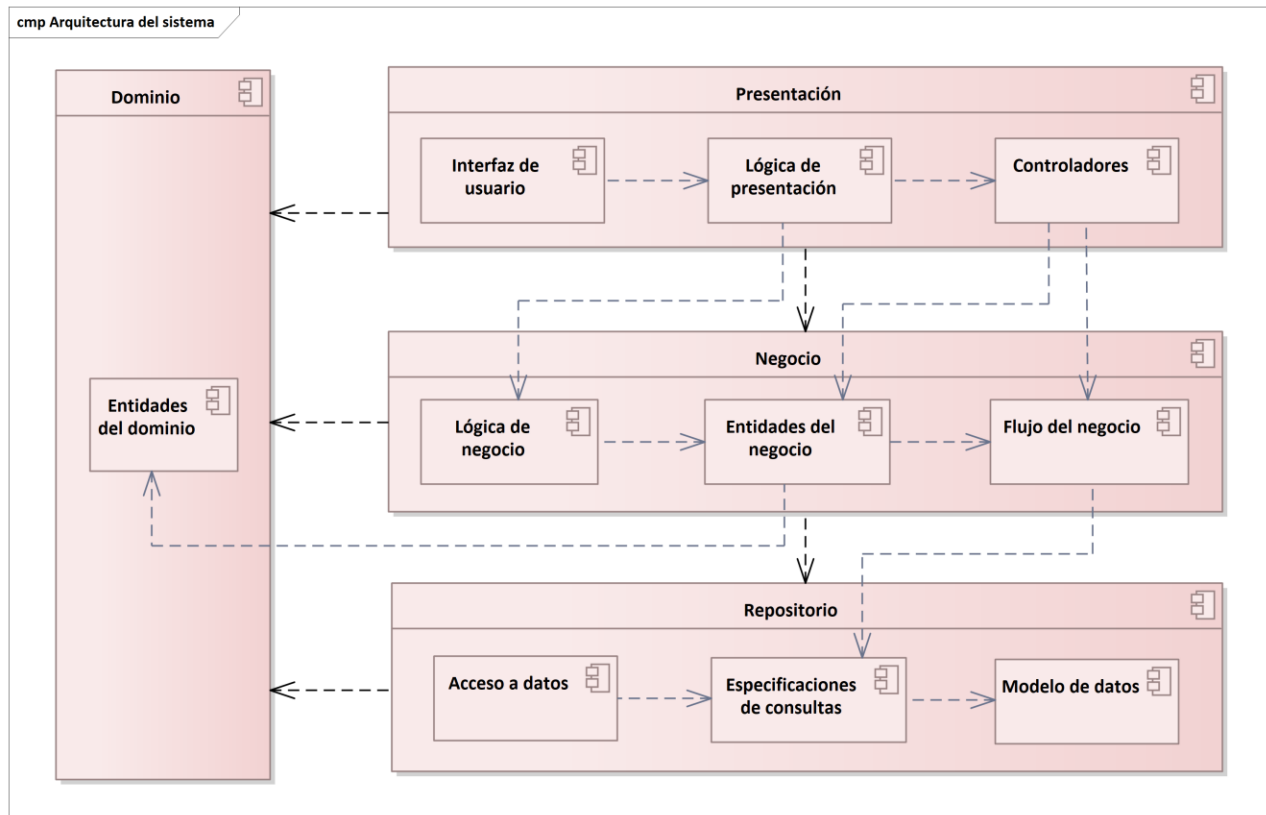 cmp Arquitectura del sistema
Dominio
Entidades
del dominio
Presentación
Interfaz de
usuario
Lógica de
presentación
Controladores
Negocio
Lógica de
negocio
Entidades del
negocio
Flujo del negocio
Repositorio
Acceso a datos
Especificaciones
de consultas
Modelo de datos